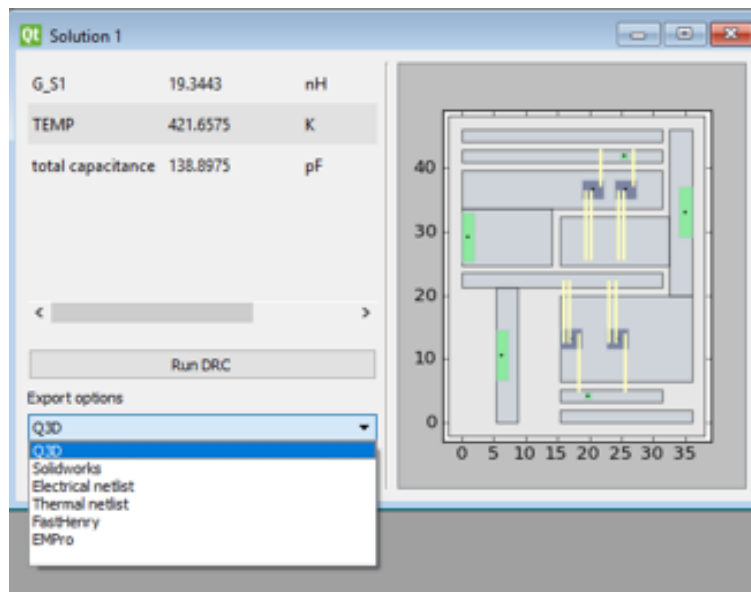 Qt Solution 1
G_S1 19.3443 nH
TEMP 421.6575 K
total capacitance 138.8975 pF
Run DRC
Export options
Q3D
Q3D
Solidworks
Electrical netlist
Thermal netlist
FastHenry
EMPro
40
30
20
10
0
0 5 10 15 20 25 30 35